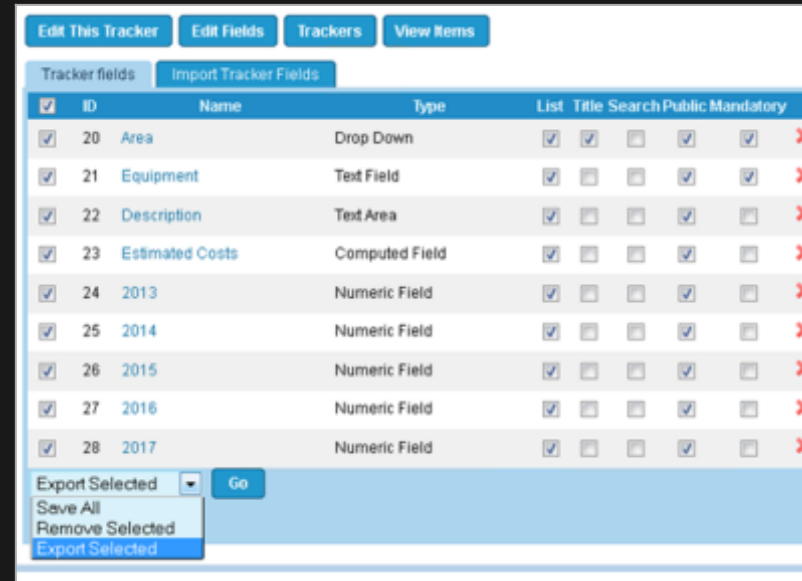 Edit This Tracker Edit Fields Trackers View Items
Tracker fields Import Tracker Fields
ID Name Type List Title Search Public Mandatory
20 Area Drop Down
21 Equipment Text Field
22 Description Text Area
23 Estimated Costs Computed Field
24 2013 Numeric Field
25 2014 Numeric Field
26 2015 Numeric Field
27 2016 Numeric Field
28 2017 Numeric Field
Export Selected Go
Save All
Remove Selected
Export Selected